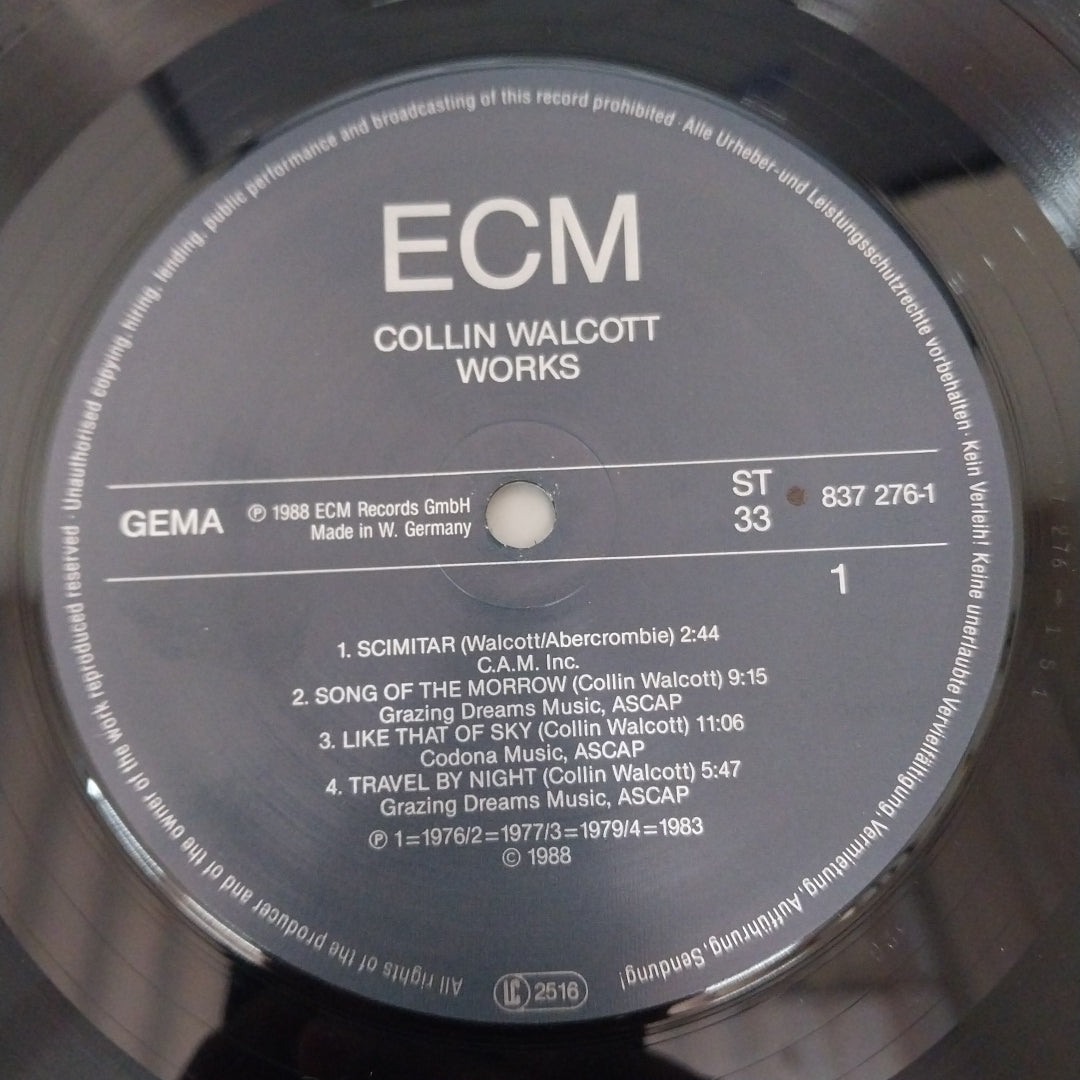 All rights of the producer and of the owner of the work reproduced reserved · Unauthorised copying, hiring, lending, public performance and broadcasting of this record prohibited · Alle Urheber-und Leistungsschutzrechte vorbehalten · Kein Verleih! Keine unerlaubte Vervielfältigung, Vermietung, Aufführung, Sendung!
ECM
COLLIN WALCOTT
WORKS
GEMA
℗ 1988 ECM Records GmbH
Made in W. Germany
ST
33
837 276-1
1
1. SCIMITAR (Walcott/Abercrombie) 2:44
C.A.M. Inc.
2. SONG OF THE MORROW (Collin Walcott) 9:15
Grazing Dreams Music, ASCAP
3. LIKE THAT OF SKY (Collin Walcott) 11:06
Codona Music, ASCAP
4. TRAVEL BY NIGHT (Collin Walcott) 5:47
Grazing Dreams Music, ASCAP
℗ 1=1976/2=1977/3=1979/4=1983
© 1988
LC 2516